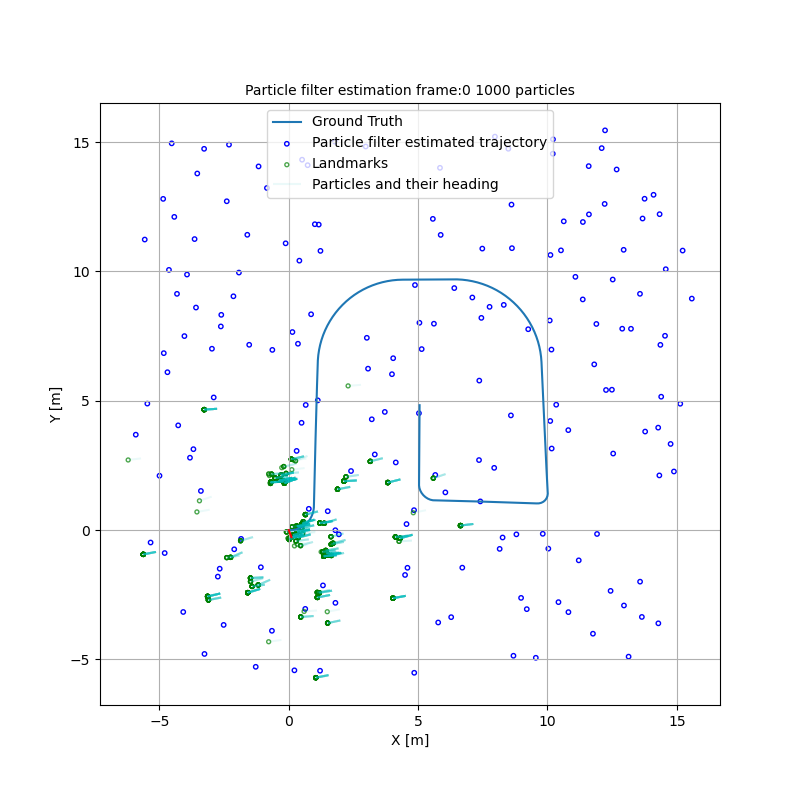 Particle filter estimation frame:0 1000 particles
Ground Truth
Particle filter estimated trajectory
Landmarks
Particles and their heading
15
10
5
0
−5
Y [m]
−5 0 5 10 15
X [m]